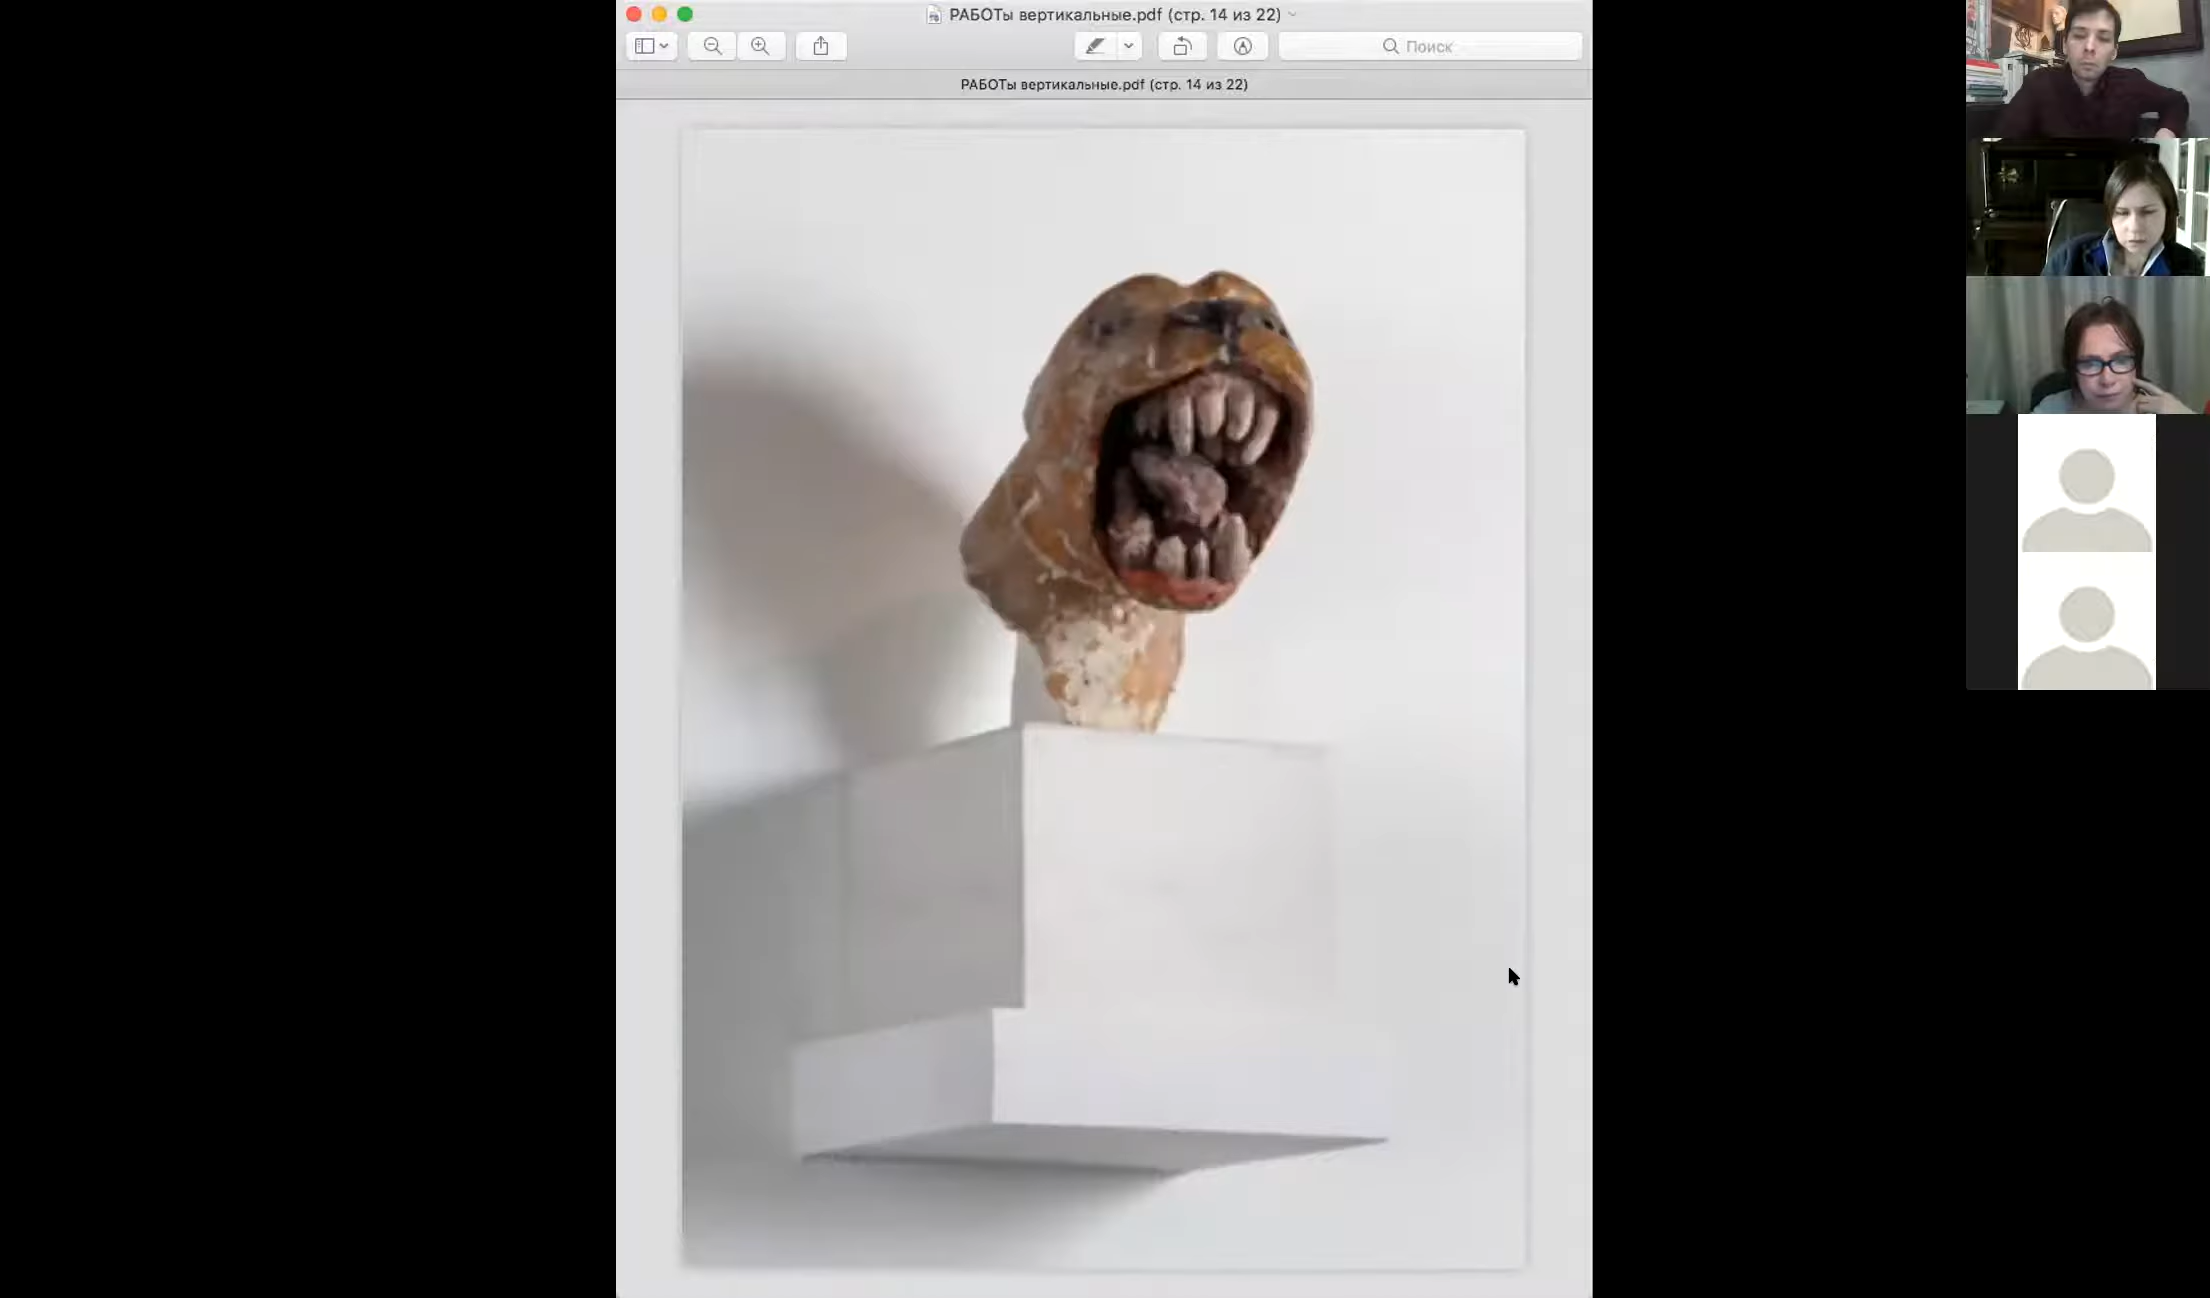 РАБОТы вертикальные.pdf (стр. 14 из 22)
Поиск
РАБОТы вертикальные.pdf (стр. 14 из 22)